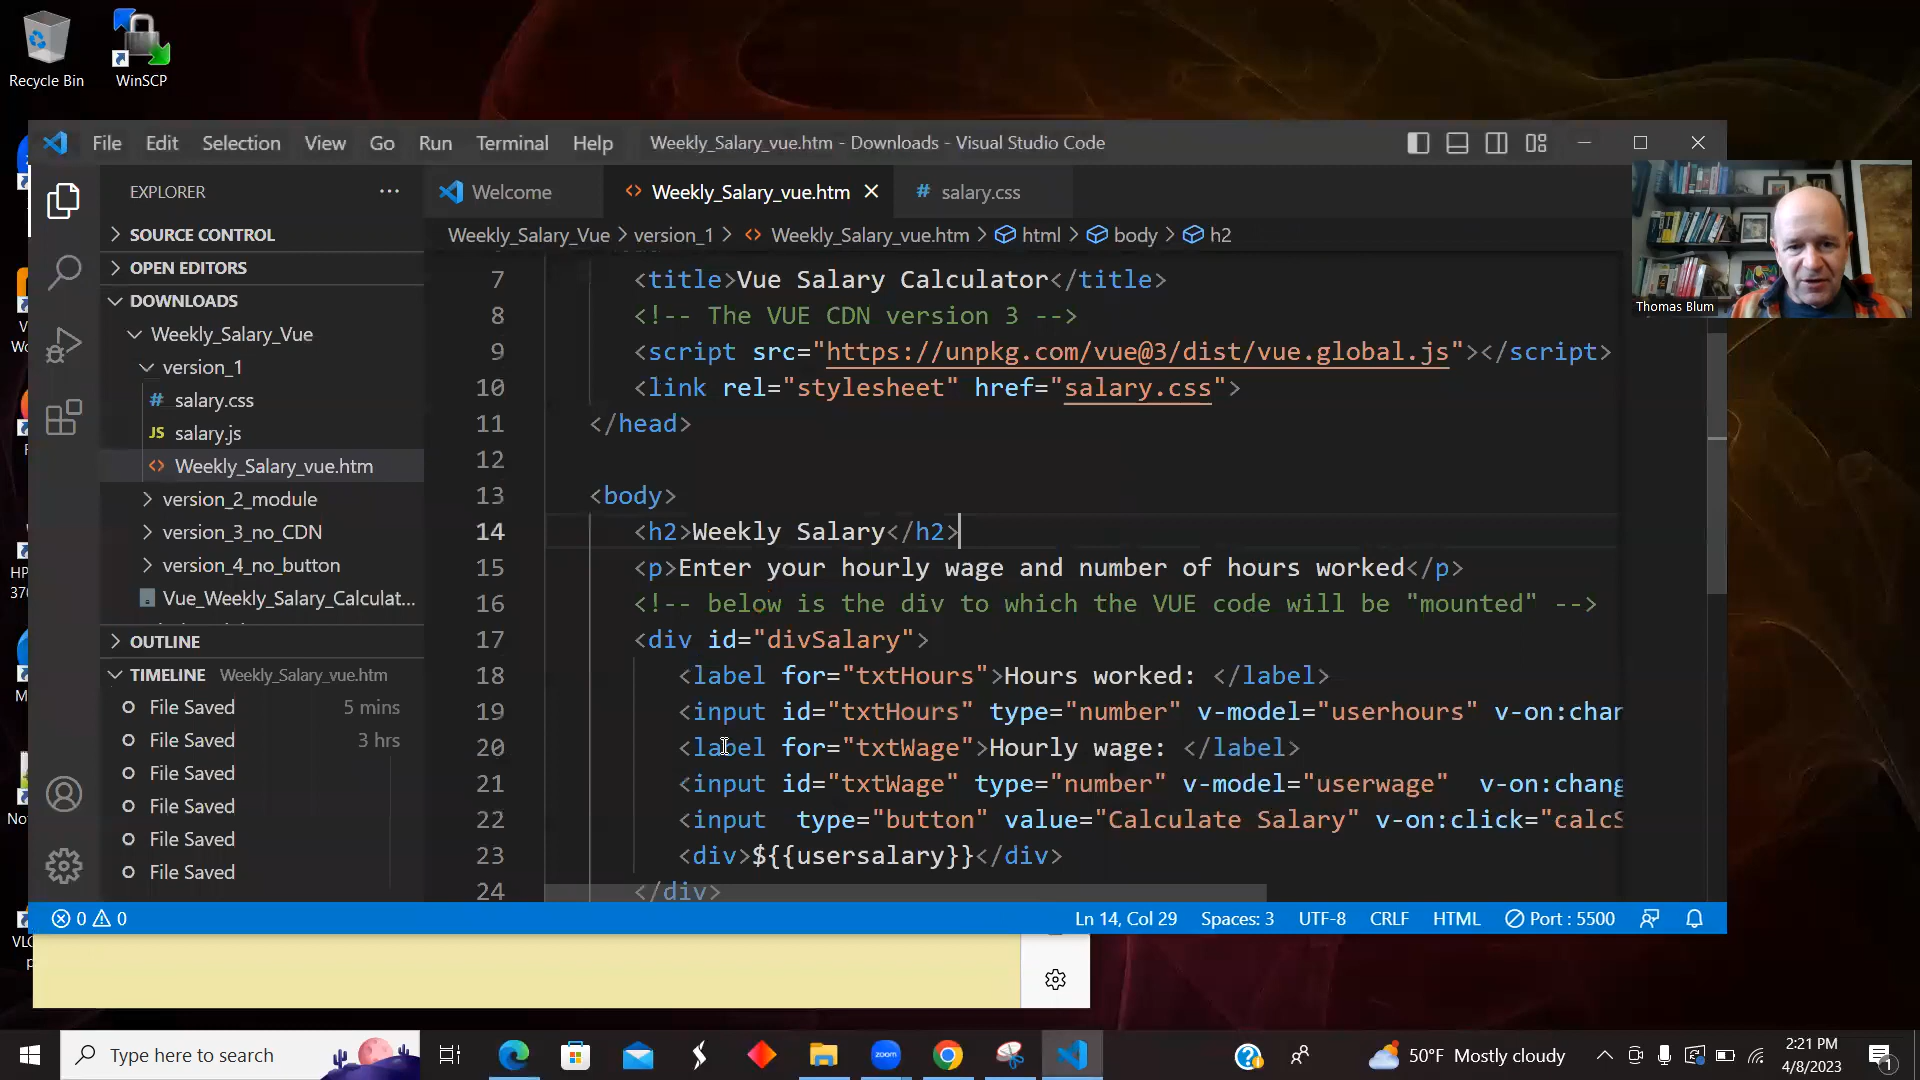 Recycle Bin
WinSCP
File Edit Selection View Go Run Terminal Help
Weekly_Salary_vue.htm - Downloads - Visual Studio Code
EXPLORER
Welcome
Weekly_Salary_vue.htm
# salary.css
SOURCE CONTROL
Weekly_Salary_Vue > version_1 > Weekly_Salary_vue.htm > html > body > h2
OPEN EDITORS
DOWNLOADS
Weekly_Salary_Vue
version_1
# salary.css
JS salary.js
Weekly_Salary_vue.htm
version_2_module
version_3_no_CDN
version_4_no_button
Vue_Weekly_Salary_Calculat...
OUTLINE
TIMELINE Weekly_Salary_vue.htm
File Saved 5 mins
File Saved 3 hrs
File Saved
File Saved
File Saved
File Saved
7 <title>Vue Salary Calculator</title>
8 <!-- The VUE CDN version 3 -->
9 <script src="https://unpkg.com/vue@3/dist/vue.global.js"></script>
10 <link rel="stylesheet" href="salary.css">
11 </head>
12
13 <body>
14 <h2>Weekly Salary</h2>
15 <p>Enter your hourly wage and number of hours worked</p>
16 <!-- below is the div to which the VUE code will be "mounted" -->
17 <div id="divSalary">
18 <label for="txtHours">Hours worked: </label>
19 <input id="txtHours" type="number" v-model="userhours" v-on:chan
20 <label for="txtWage">Hourly wage: </label>
21 <input id="txtWage" type="number" v-model="userwage"  v-on:chang
22 <input  type="button" value="Calculate Salary" v-on:click="calcS
23 <div>${{usersalary}}</div>
24 </div>
Thomas Blum
0 0
Ln 14, Col 29 Spaces: 3 UTF-8 CRLF HTML Port : 5500
Type here to search
zoom
50°F Mostly cloudy
2:21 PM
4/8/2023
1